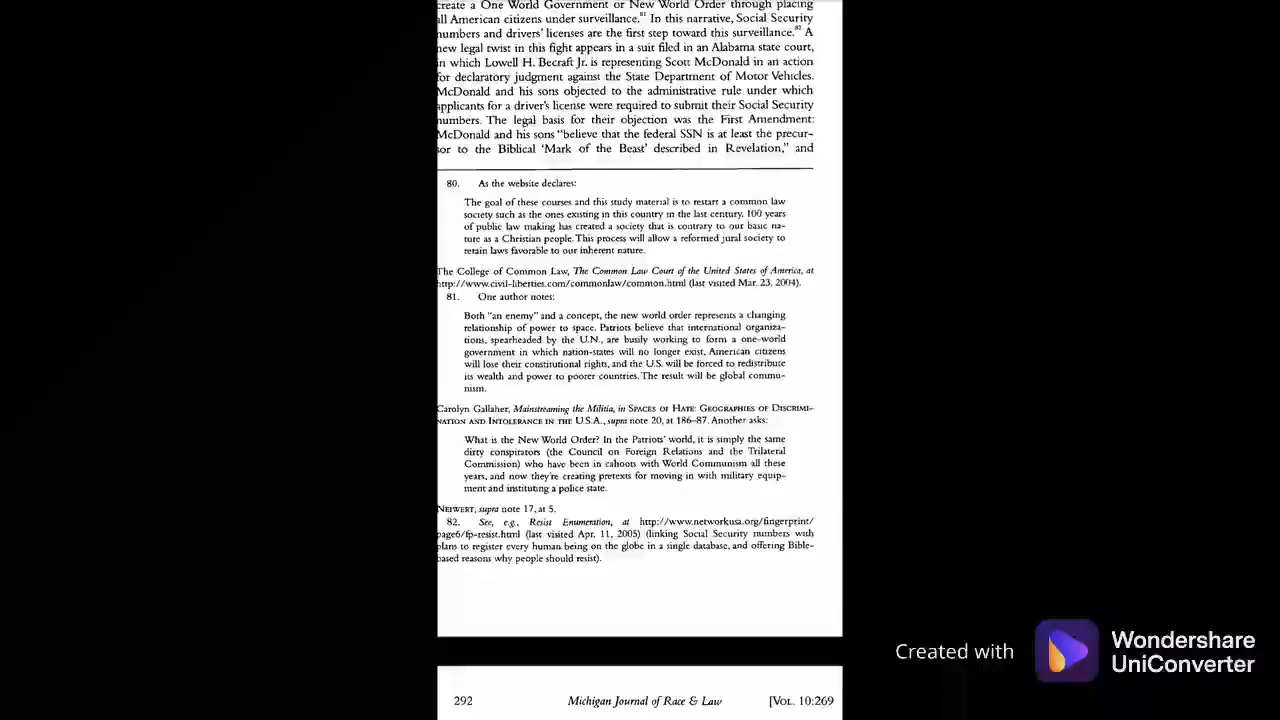 create a One World Government or New World Order through placing
all American citizens under surveillance.81 In this narrative, Social Security
numbers and drivers' licenses are the first step toward this surveillance.82 A
new legal twist in this fight appears in a suit filed in an Alabama state court,
in which Lowell H. Becraft Jr. is representing Scott McDonald in an action
for declaratory judgment against the State Department of Motor Vehicles.
McDonald and his sons objected to the administrative rule under which
applicants for a driver's license were required to submit their Social Security
numbers. The legal basis for their objection was the First Amendment:
McDonald and his sons "believe that the federal SSN is at least the precur-
sor to the Biblical 'Mark of the Beast' described in Revelation," and
80. As the website declares:
The goal of these courses and this study material is to restart a common law
society such as the ones existing in this country in the last century. 100 years
of public law making has created a society that is contrary to our basic na-
ture as a Christian people. This process will allow a reformed jural society to
retain laws favorable to our inherent nature.
The College of Common Law, The Common Law Court of the United States of America, at
http://www.civil-liberties.com/commonlaw/common.html (last visited Mar. 23, 2004).
81. One author notes:
Both "an enemy" and a concept, the new world order represents a changing
relationship of power to space. Patriots believe that international organiza-
tions, spearheaded by the U.N., are busily working to form a one-world
government in which nation-states will no longer exist, American citizens
will lose their constitutional rights, and the U.S. will be forced to redistribute
its wealth and power to poorer countries. The result will be global commu-
nism.
Carolyn Gallaher, Mainstreaming the Militia, in SPACES OF HATE: GEOGRAPHIES OF DISCRIMI-
NATION AND INTOLERANCE IN THE U.S.A., supra note 20, at 186–87. Another asks:
What is the New World Order? In the Patriots' world, it is simply the same
dirty conspirators (the Council on Foreign Relations and the Trilateral
Commission) who have been in cahoots with World Communism all these
years, and now they're creating pretexts for moving in with military equip-
ment and instituting a police state.
NEIWERT, supra note 17, at 5.
82. See, e.g., Resist Enumeration, at http://www.networkusa.org/fingerprint/
page6/fp-resist.html (last visited Apr. 11, 2005) (linking Social Security numbers with
plans to register every human being on the globe in a single database, and offering Bible-
based reasons why people should resist).
Created with Wondershare
UniConverter
292 Michigan Journal of Race & Law [VOL. 10:269